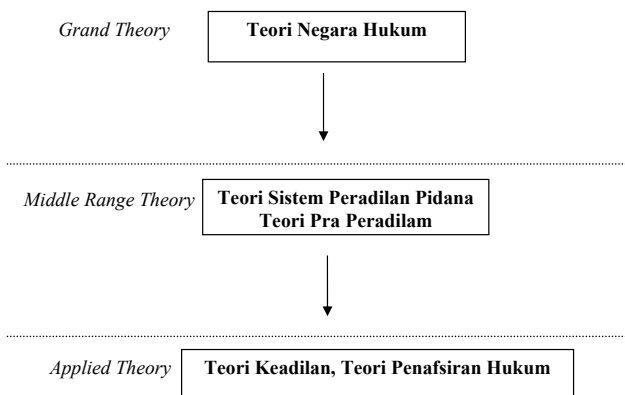 Grand Theory
Teori Negara Hukum
Middle Range Theory
Teori Sistem Peradilan Pidana
Teori Pra Peradilam
Applied Theory
Teori Keadilan, Teori Penafsiran Hukum